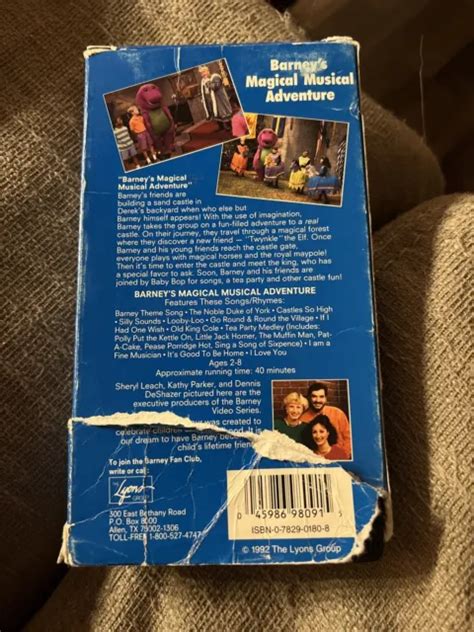 Barney's
Magical Musical
Adventure
"Barney's Magical
Musical Adventure"
Barney's friends are
building a sand castle in
Derek's backyard when who else but
Barney himself appears! With the use of imagination,
Barney takes the group on a fun-filled adventure to a real
castle. On their journey, they travel through a magical forest
where they discover a new friend — "Twynkle" the Elf. Once
Barney and his young friends reach the castle gate,
everyone plays with magical horses and the royal maypole!
Then it's time to enter the castle and meet the king, who has
a special favor to ask. Soon, Barney and his friends are
joined by Baby Bop for songs, a tea party and other castle fun!
BARNEY'S MAGICAL MUSICAL ADVENTURE
Features These Songs/Rhymes:
Barney Theme Song • The Noble Duke of York • Castles So High
• Silly Sounds • Looby-Loo • Go Round & Round the Village • If I
Had One Wish • Old King Cole • Tea Party Medley (Includes:
Polly Put the Kettle On, Little Jack Horner, The Muffin Man, Pat-
A-Cake, Pease Porridge Hot, Sing a Song of Sixpence) • I am a
Fine Musician • It's Good To Be Home • I Love You
Ages 2-8
Approximate running time: 40 minutes
Sheryl Leach, Kathy Parker, and Dennis
DeShazer pictured here are the
executive producers of the Barney
Video Series.
was created to
celebrate children
It is
our dream to have Barney
child's lifetime
To join the Barney Fan Club,
write or call:
The
Lyons
GROUP
300 East Bethany Road
P.O. Box 8000
Allen, TX 75002-1306
TOLL-FREE 1-800-527-4747
0 45986 98091
ISBN-0-7829-0180-8
© 1992 The Lyons Group